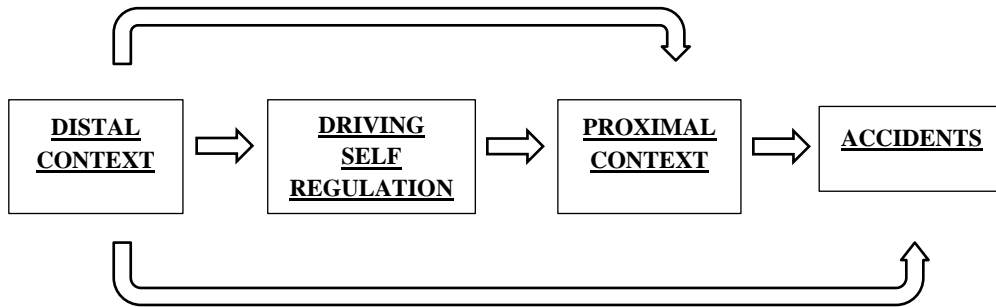 DISTAL
CONTEXT
DRIVING
SELF
REGULATION
PROXIMAL
CONTEXT
ACCIDENTS